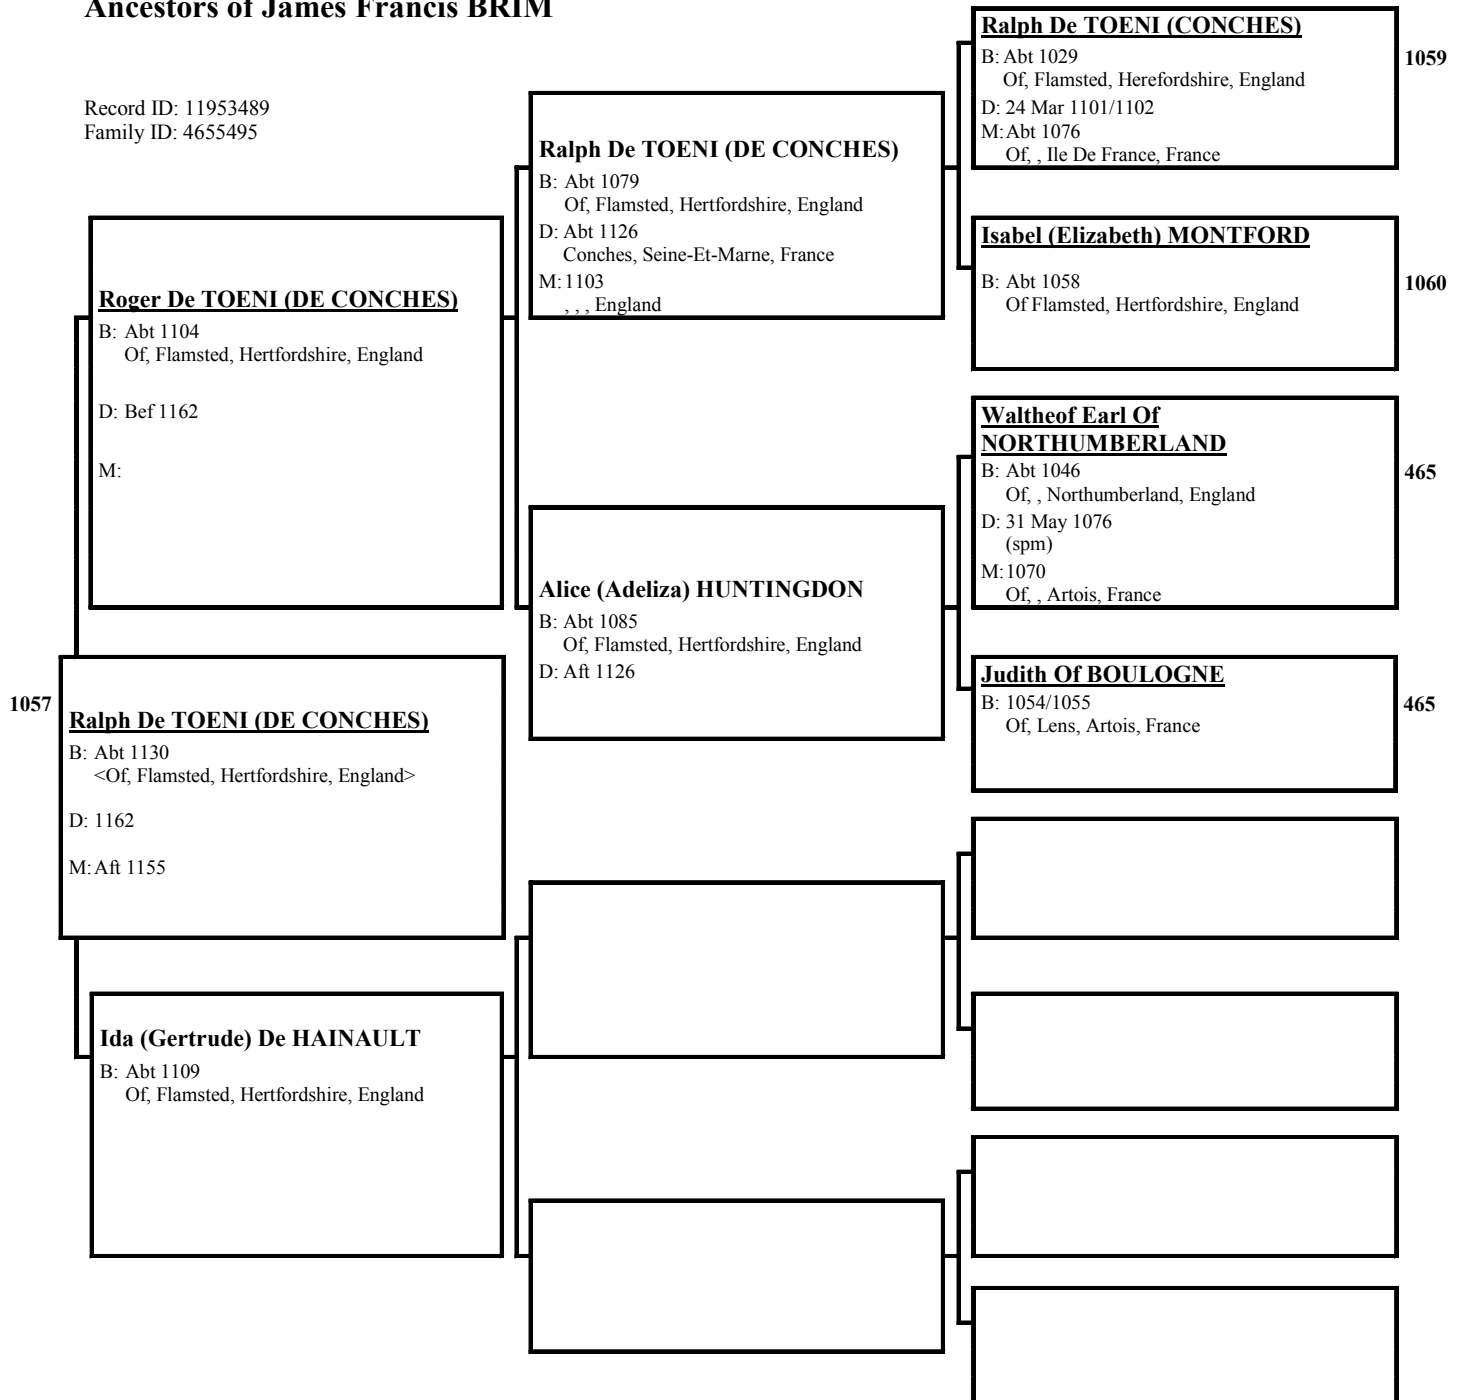 Ancestors of James Francis BRIM
Record ID: 11953489
Family ID: 4655495
1057
Ralph De TOENI (DE CONCHES)
B: Abt 1130
<Of, Flamsted, Hertfordshire, England>
D: 1162
M: Aft 1155
Roger De TOENI (DE CONCHES)
B: Abt 1104
Of, Flamsted, Hertfordshire, England
D: Bef 1162
M:
Ida (Gertrude) De HAINAULT
B: Abt 1109
Of, Flamsted, Hertfordshire, England
Ralph De TOENI (DE CONCHES)
B: Abt 1079
Of, Flamsted, Hertfordshire, England
D: Abt 1126
Conches, Seine-Et-Marne, France
M: 1103
, , , England
Alice (Adeliza) HUNTINGDON
B: Abt 1085
Of, Flamsted, Hertfordshire, England
D: Aft 1126
Ralph De TOENI (CONCHES)
B: Abt 1029
Of, Flamsted, Herefordshire, England
D: 24 Mar 1101/1102
M: Abt 1076
Of, , Ile De France, France
1059
Isabel (Elizabeth) MONTFORD
B: Abt 1058
Of Flamsted, Hertfordshire, England
1060
Waltheof Earl Of
NORTHUMBERLAND
B: Abt 1046
Of, , Northumberland, England
D: 31 May 1076
(spm)
M: 1070
Of, , Artois, France
465
Judith Of BOULOGNE
B: 1054/1055
Of, Lens, Artois, France
465